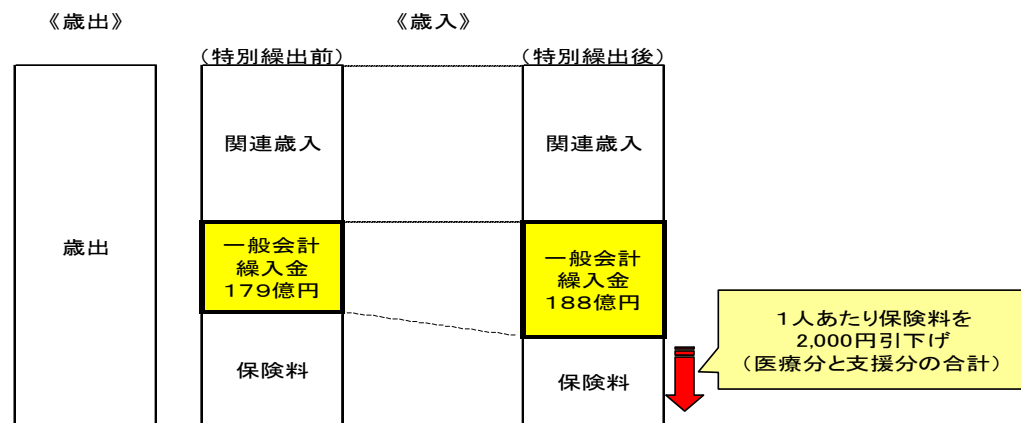 《歳出》
《歳入》
（特別繰出前）
（特別繰出後）
歳出
関連歳入
一般会計
繰入金
179億円
保険料
関連歳入
一般会計
繰入金
188億円
保険料
1人あたり保険料を
2,000円引下げ
（医療分と支援分の合計）